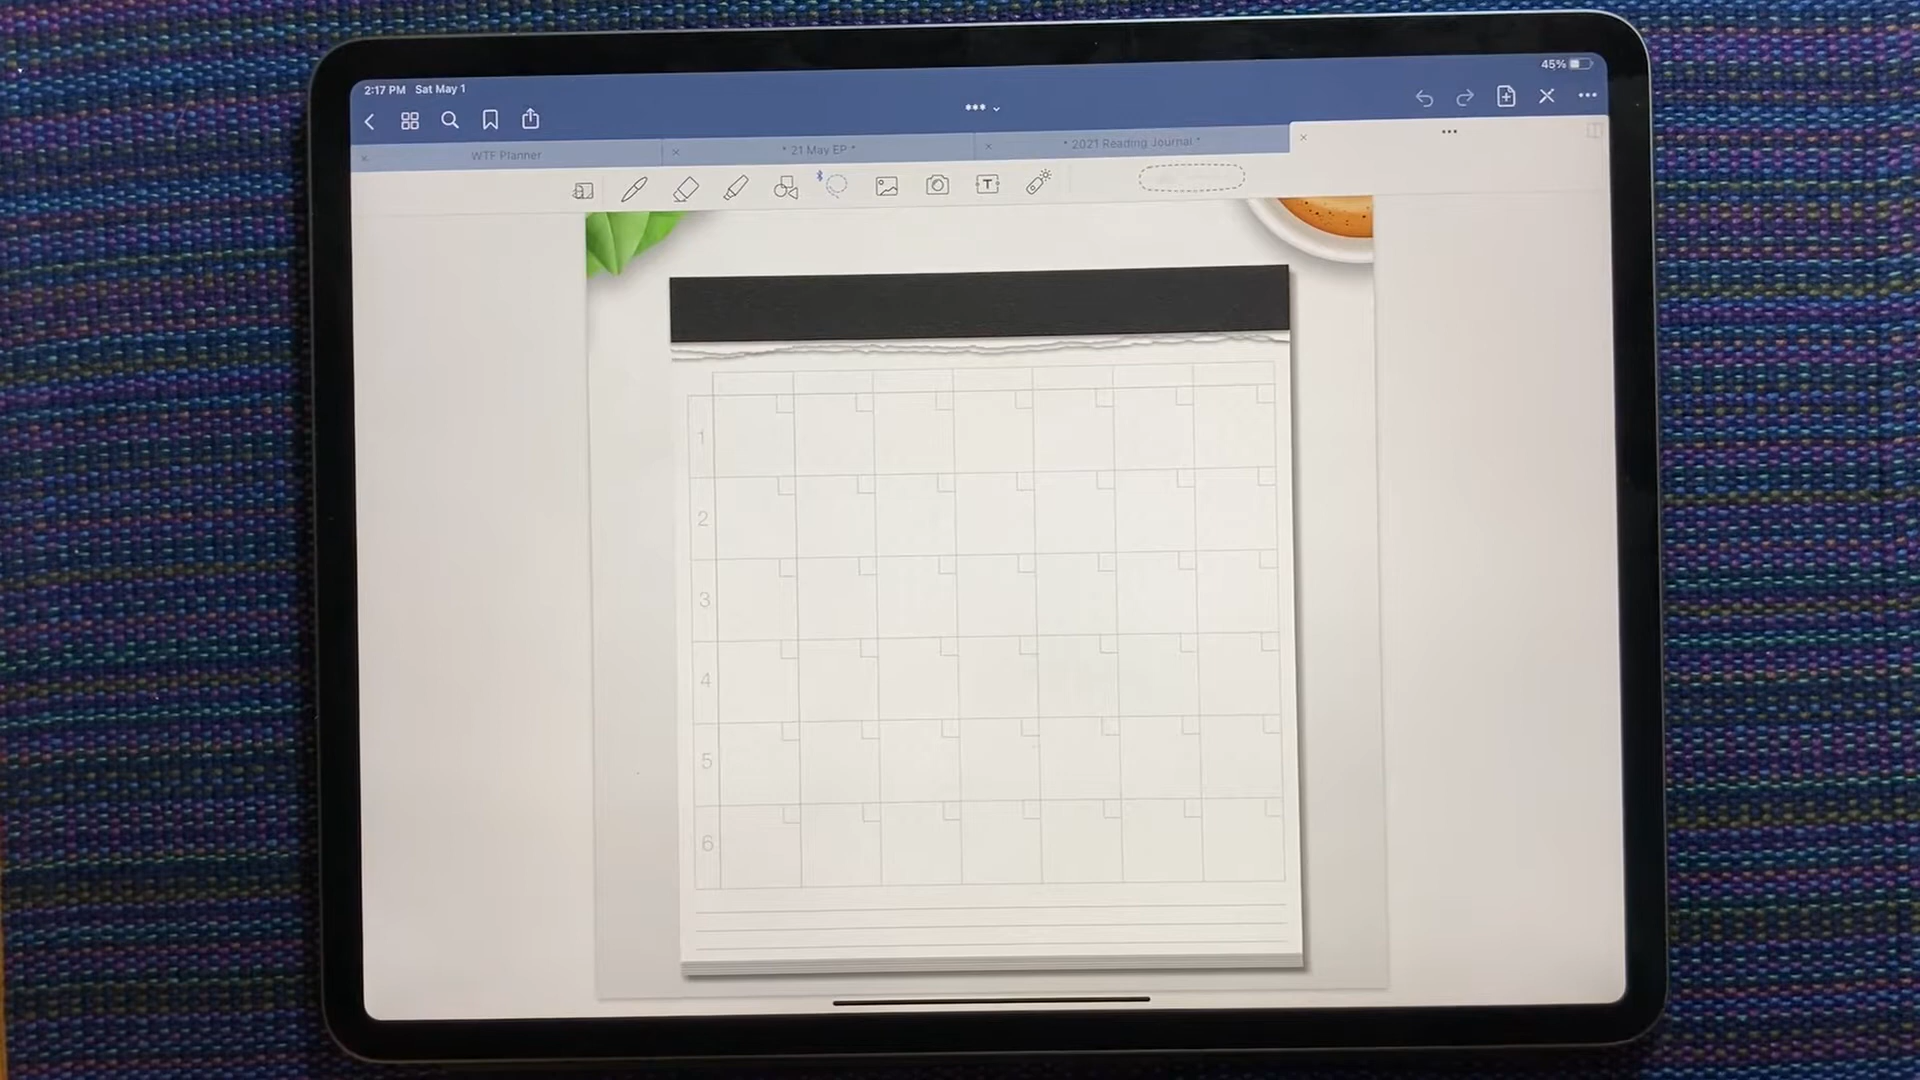 2:17 PM Sat May 1
45%
WTF Planner
* 21 May EP *
* 2021 Reading Journal *
T
1
2
3
4
5
6